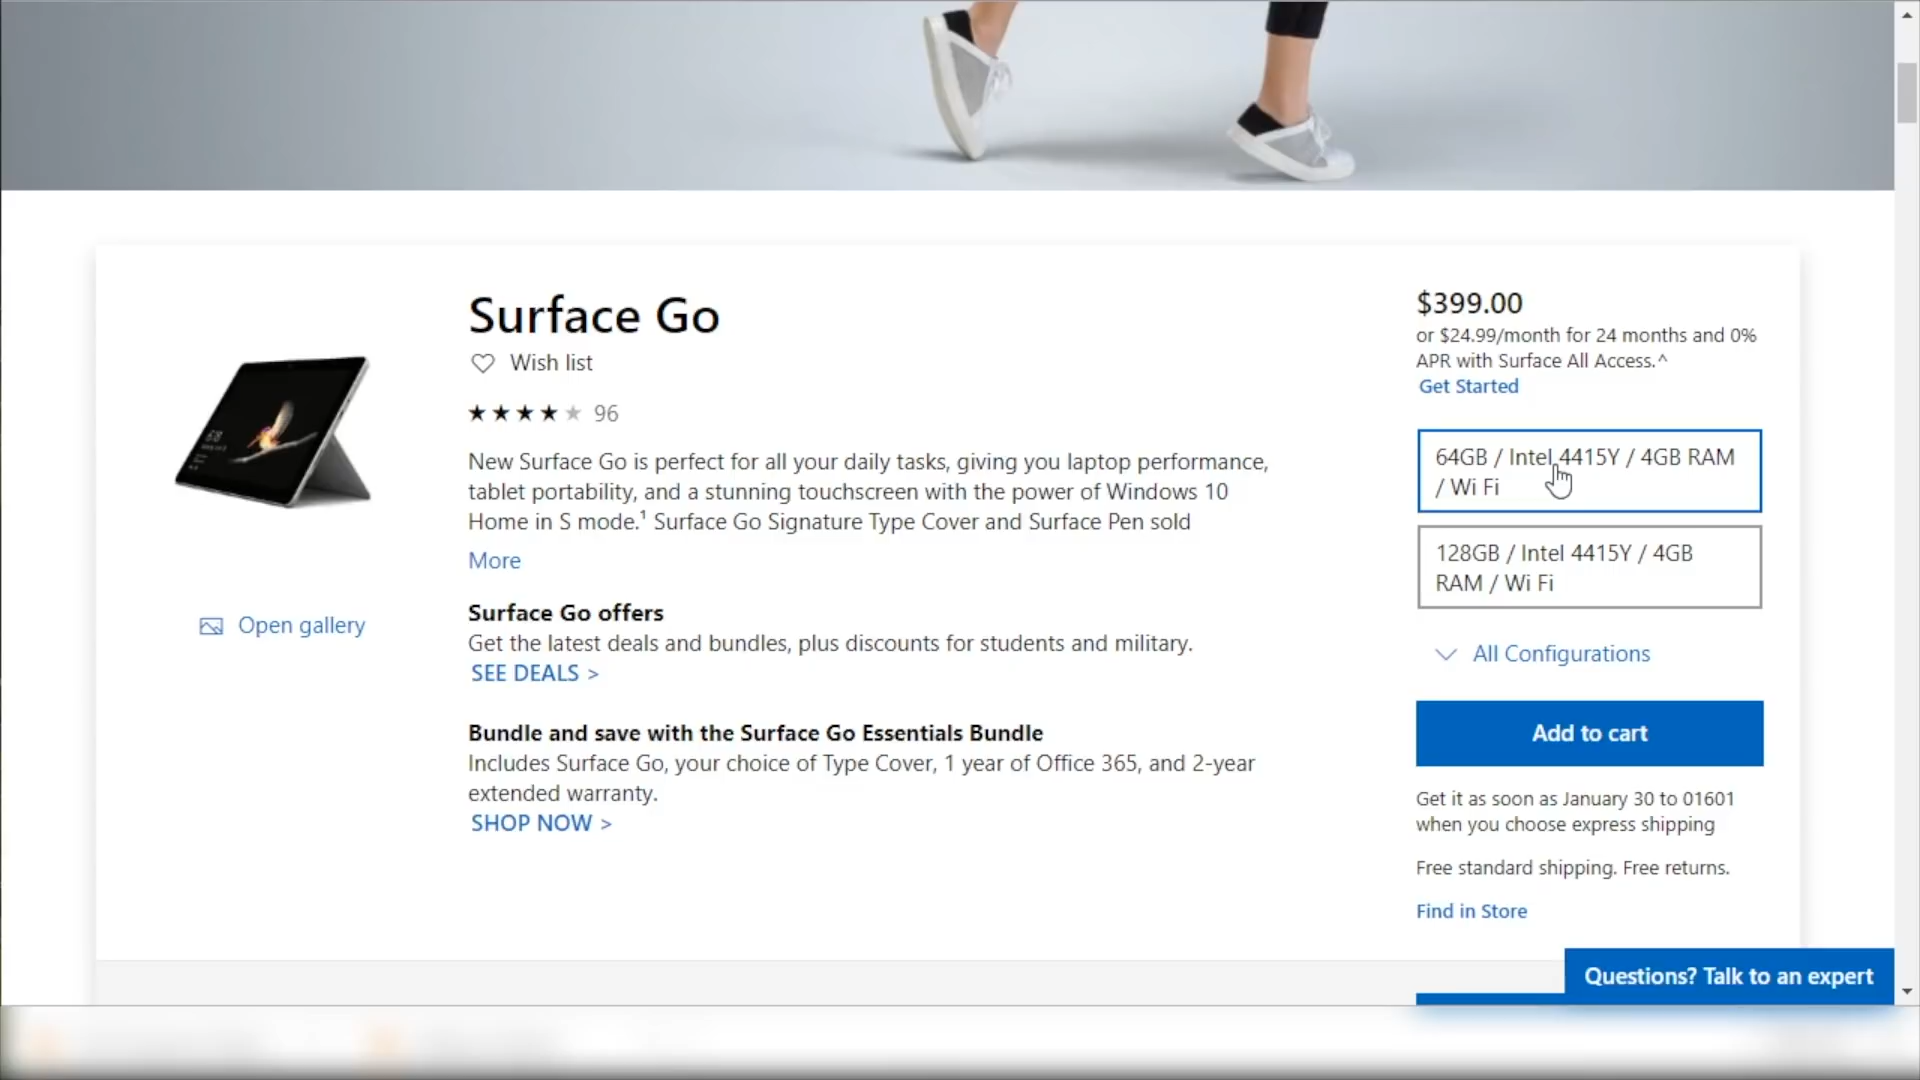 Surface Go
Wish list
96
New Surface Go is perfect for all your daily tasks, giving you laptop performance,
tablet portability, and a stunning touchscreen with the power of Windows 10
Home in S mode.¹ Surface Go Signature Type Cover and Surface Pen sold
More
Open gallery
Surface Go offers
Get the latest deals and bundles, plus discounts for students and military.
SEE DEALS >
Bundle and save with the Surface Go Essentials Bundle
Includes Surface Go, your choice of Type Cover, 1 year of Office 365, and 2-year
extended warranty.
SHOP NOW >
$399.00
or $24.99/month for 24 months and 0%
APR with Surface All Access.^
Get Started
64GB / Intel 4415Y / 4GB RAM
/ Wi Fi
128GB / Intel 4415Y / 4GB
RAM / Wi Fi
All Configurations
Add to cart
Get it as soon as January 30 to 01601
when you choose express shipping
Free standard shipping. Free returns.
Find in Store
Questions? Talk to an expert